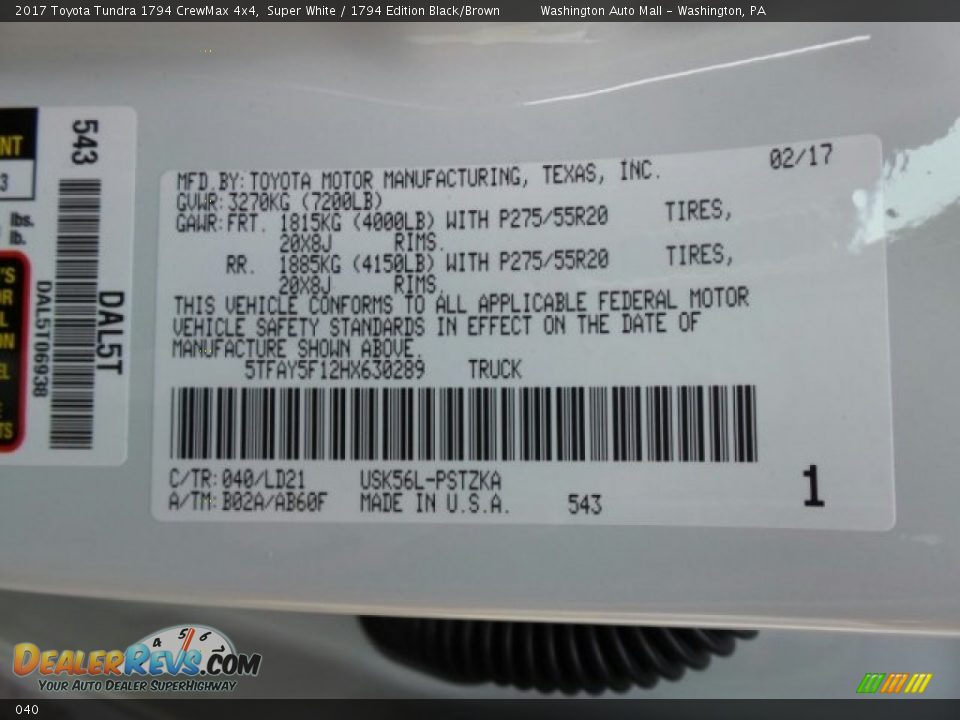 2017 Toyota Tundra 1794 CrewMax 4x4, Super White / 1794 Edition Black/Brown Washington Auto Mall - Washington, PA
543
DAL5T
DAL5T06938
lbs.
lb.
MFD.BY:TOYOTA MOTOR MANUFACTURING, TEXAS, INC. 02/17
GVWR:3270KG (7200LB)
GAWR:FRT. 1815KG (4000LB) WITH P275/55R20 TIRES,
20X8J RIMS.
RR. 1885KG (4150LB) WITH P275/55R20 TIRES,
20X8J RIMS.
THIS VEHICLE CONFORMS TO ALL APPLICABLE FEDERAL MOTOR
VEHICLE SAFETY STANDARDS IN EFFECT ON THE DATE OF
MANUFACTURE SHOWN ABOVE.
5TFAY5F12HX630289 TRUCK
C/TR:040/LD21 USK56L-PSTZKA
A/TM:B02A/AB60F MADE IN U.S.A. 543
1
4 5 6
DEALERREVS.COM
YOUR AUTO DEALER SUPERHIGHWAY
040